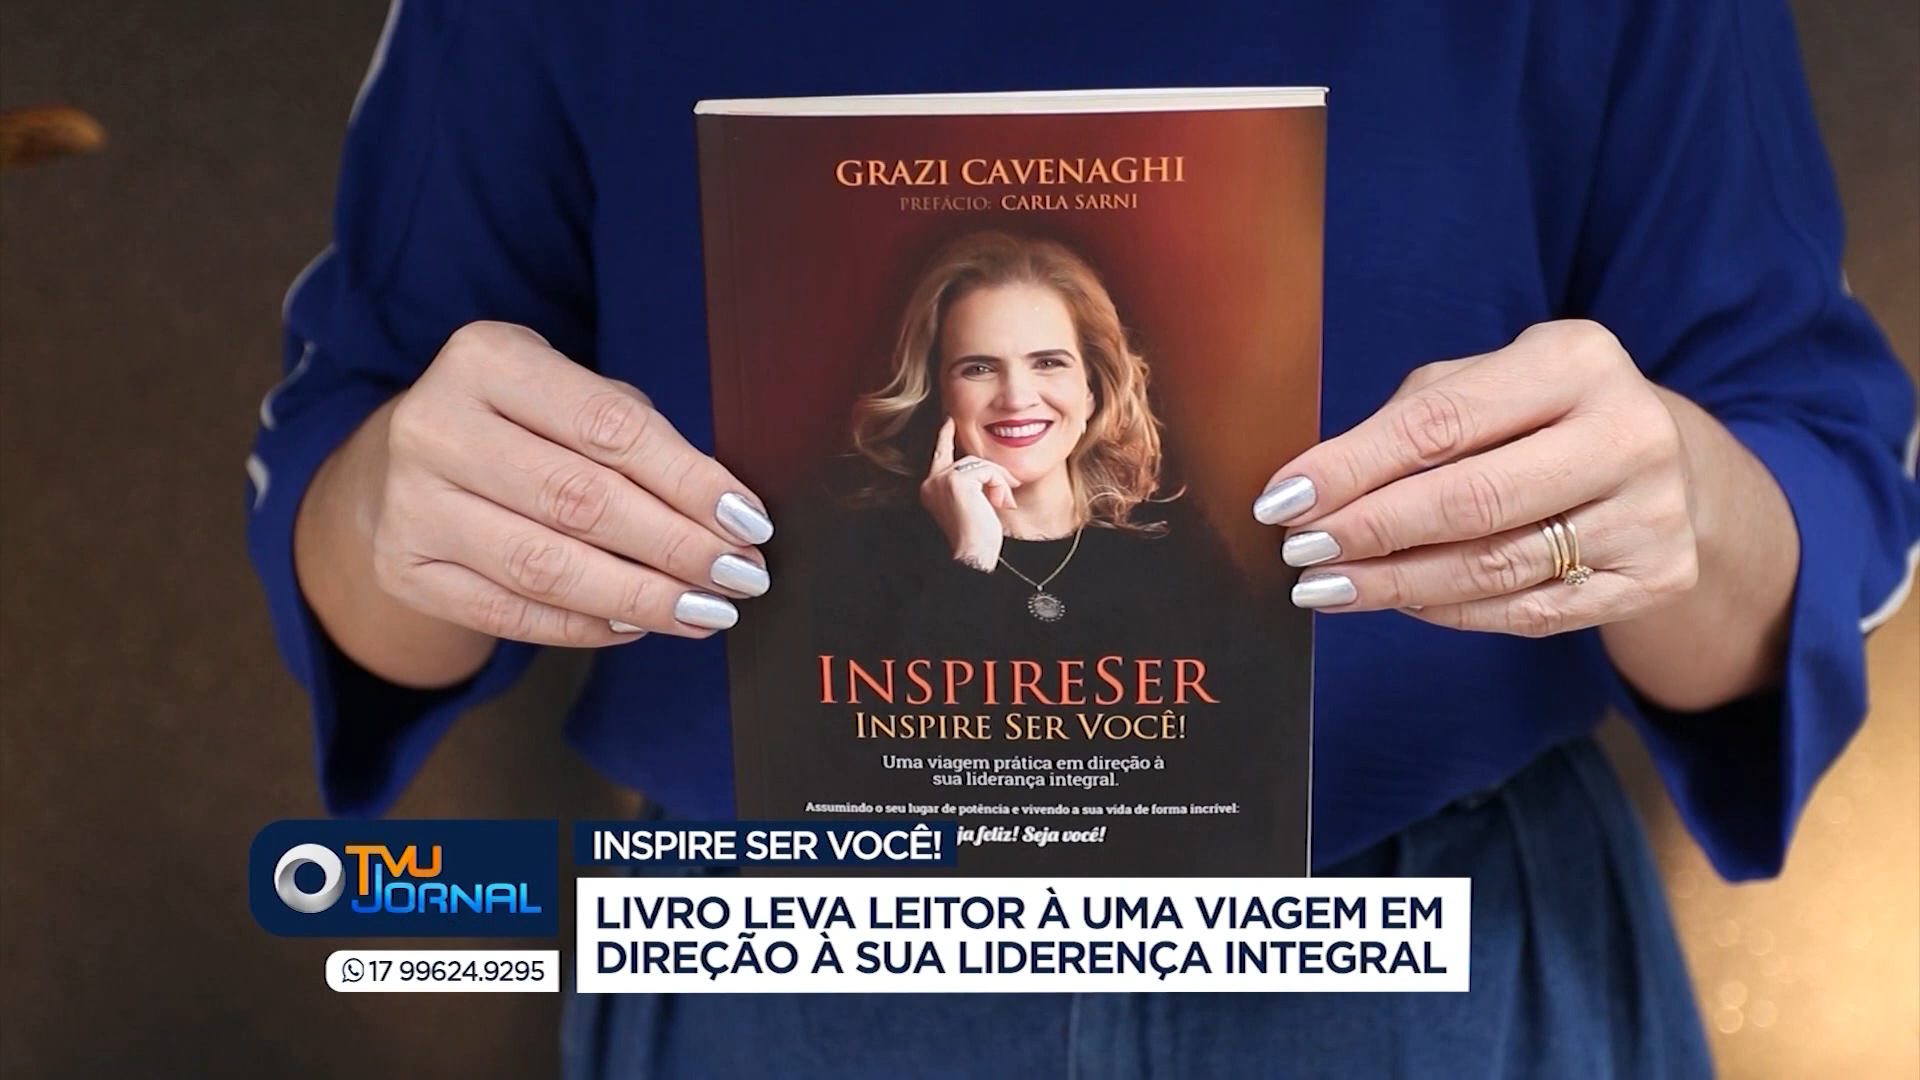 GRAZI CAVENAGHI
PREFÁCIO: CARLA SARNI
INSPIRESER
INSPIRE SER VOCÊ!
Uma viagem prática em direção à
sua liderança integral.
Assumindo o seu lugar de potência e vivendo a sua vida de forma incrível:
feliz! Seja você!
TVU
JORNAL
17 99624.9295
INSPIRE SER VOCÊ!
LIVRO LEVA LEITOR À UMA VIAGEM EM
DIREÇÃO À SUA LIDERENÇA INTEGRAL